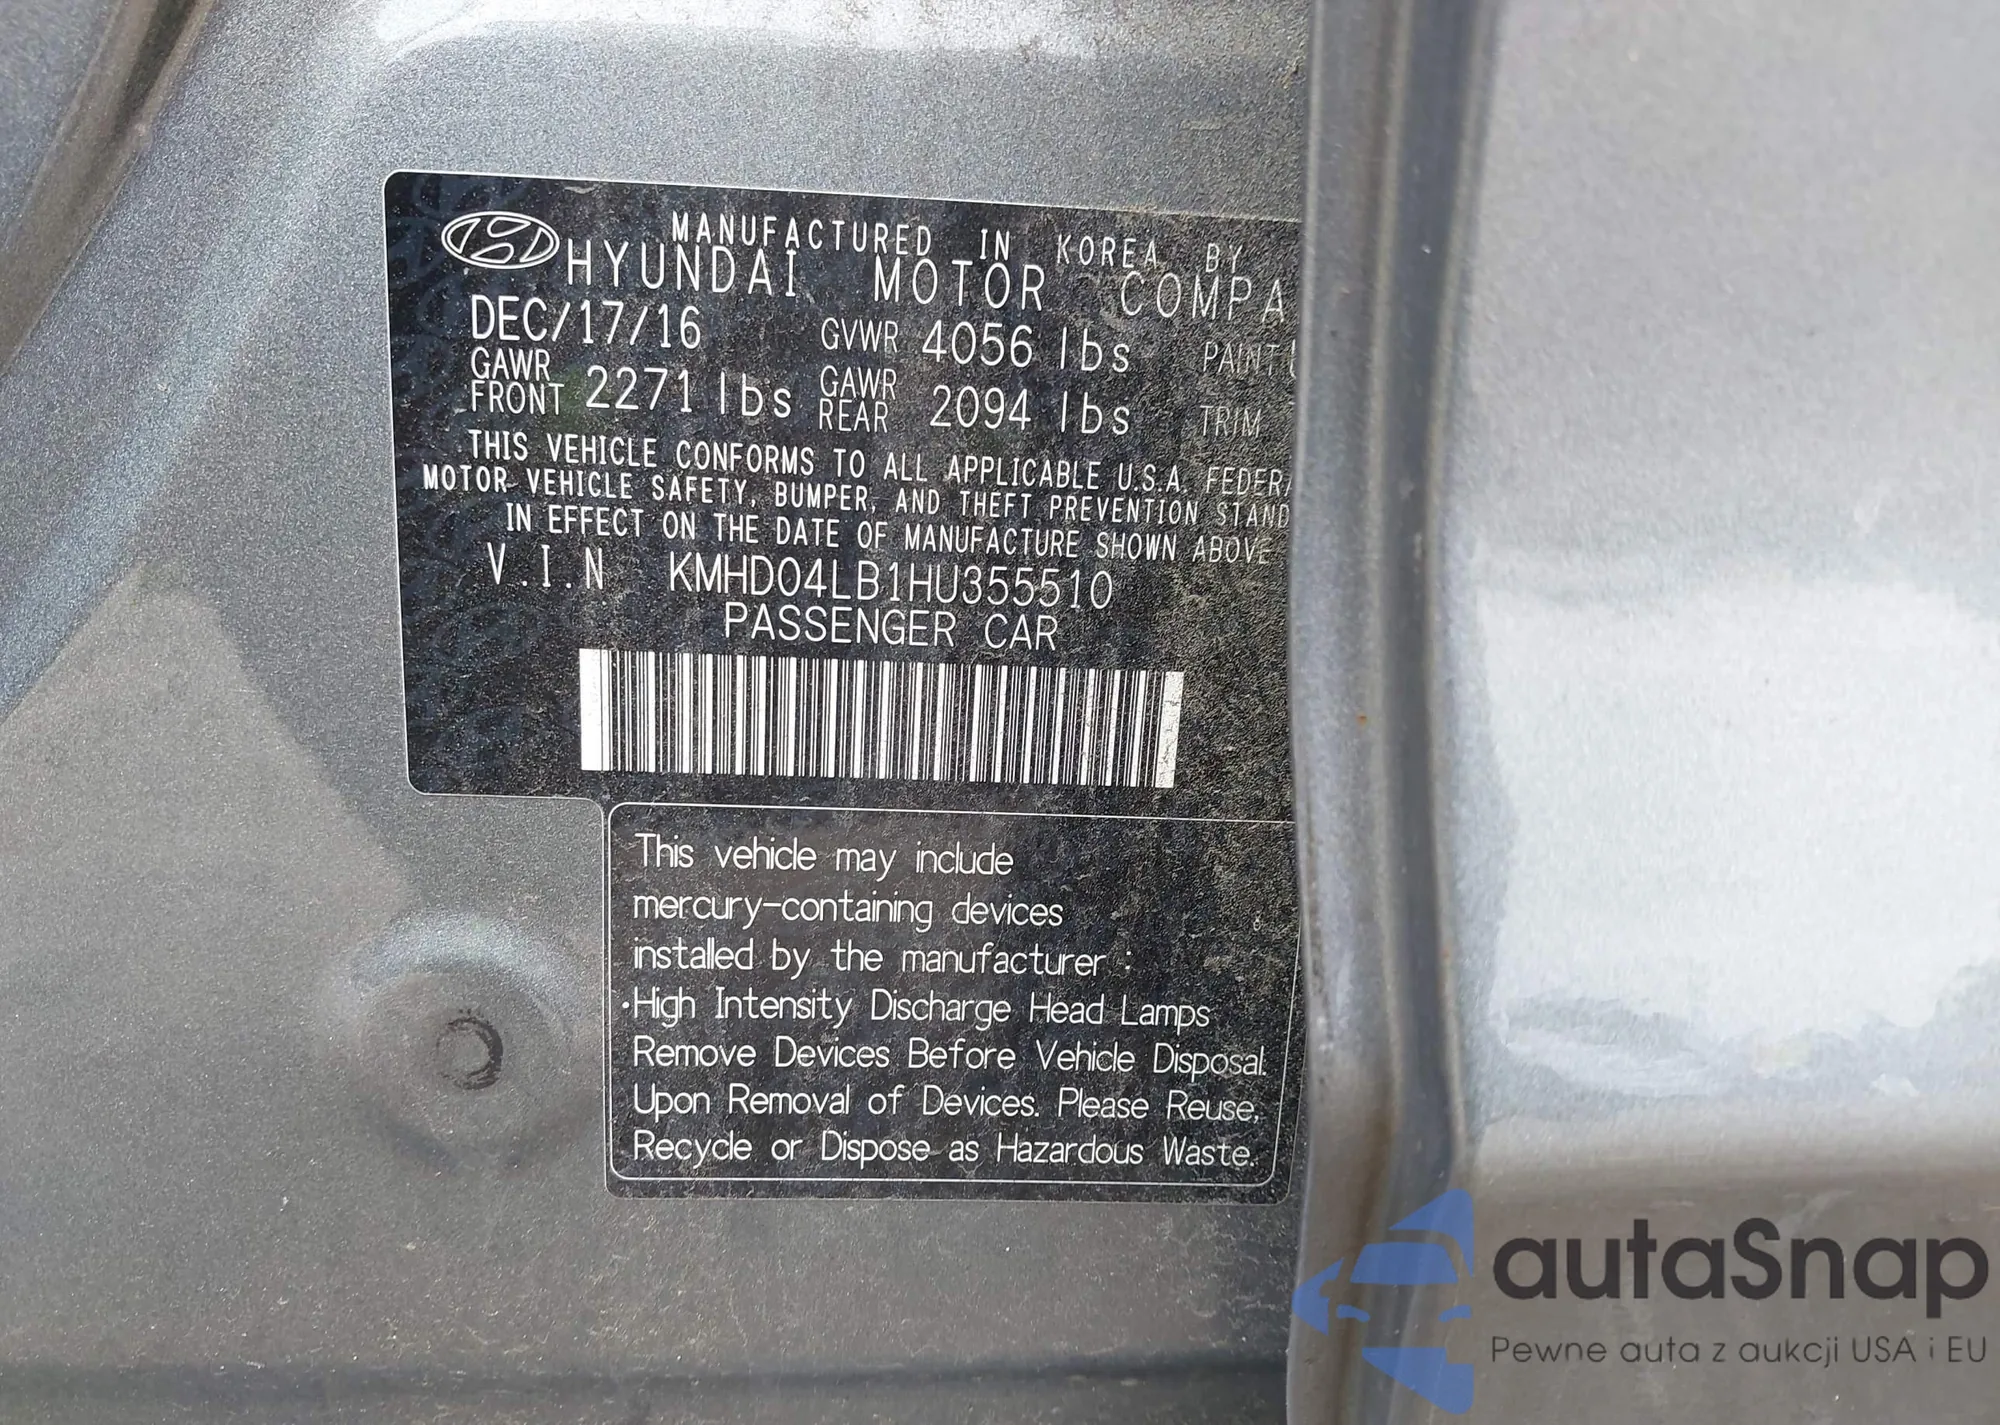 MANUFACTURED IN KOREA BY
HYUNDAI MOTOR COMPA
DEC/17/16 GVWR 4056 lbs PAINT
GAWR FRONT 2271 lbs GAWR REAR 2094 lbs TRIM
THIS VEHICLE CONFORMS TO ALL APPLICABLE U.S.A. FEDERA
MOTOR VEHICLE SAFETY, BUMPER, AND THEFT PREVENTION STAND
IN EFFECT ON THE DATE OF MANUFACTURE SHOWN ABOVE
V.I.N KMHD04LB1HU355510
PASSENGER CAR
This vehicle may include
mercury-containing devices
installed by the manufacturer :
·High Intensity Discharge Head Lamps
Remove Devices Before Vehicle Disposal.
Upon Removal of Devices. Please Reuse,
Recycle or Dispose as Hazardous Waste.
autaSnap
Pewne auta z aukcji USA i EU